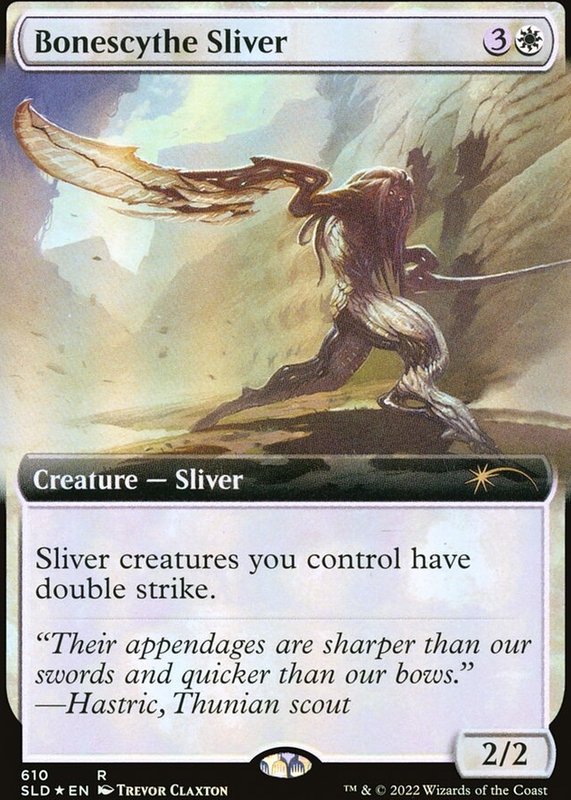 Bonescythe Sliver 3
Creature — Sliver
Sliver creatures you control have
double strike.
“Their appendages are sharper than our
swords and quicker than our bows.”
—Hastric, Thunian scout
2/2
610 R
SLD ★ EN Trevor Claxton
™ & © 2022 Wizards of the Coast